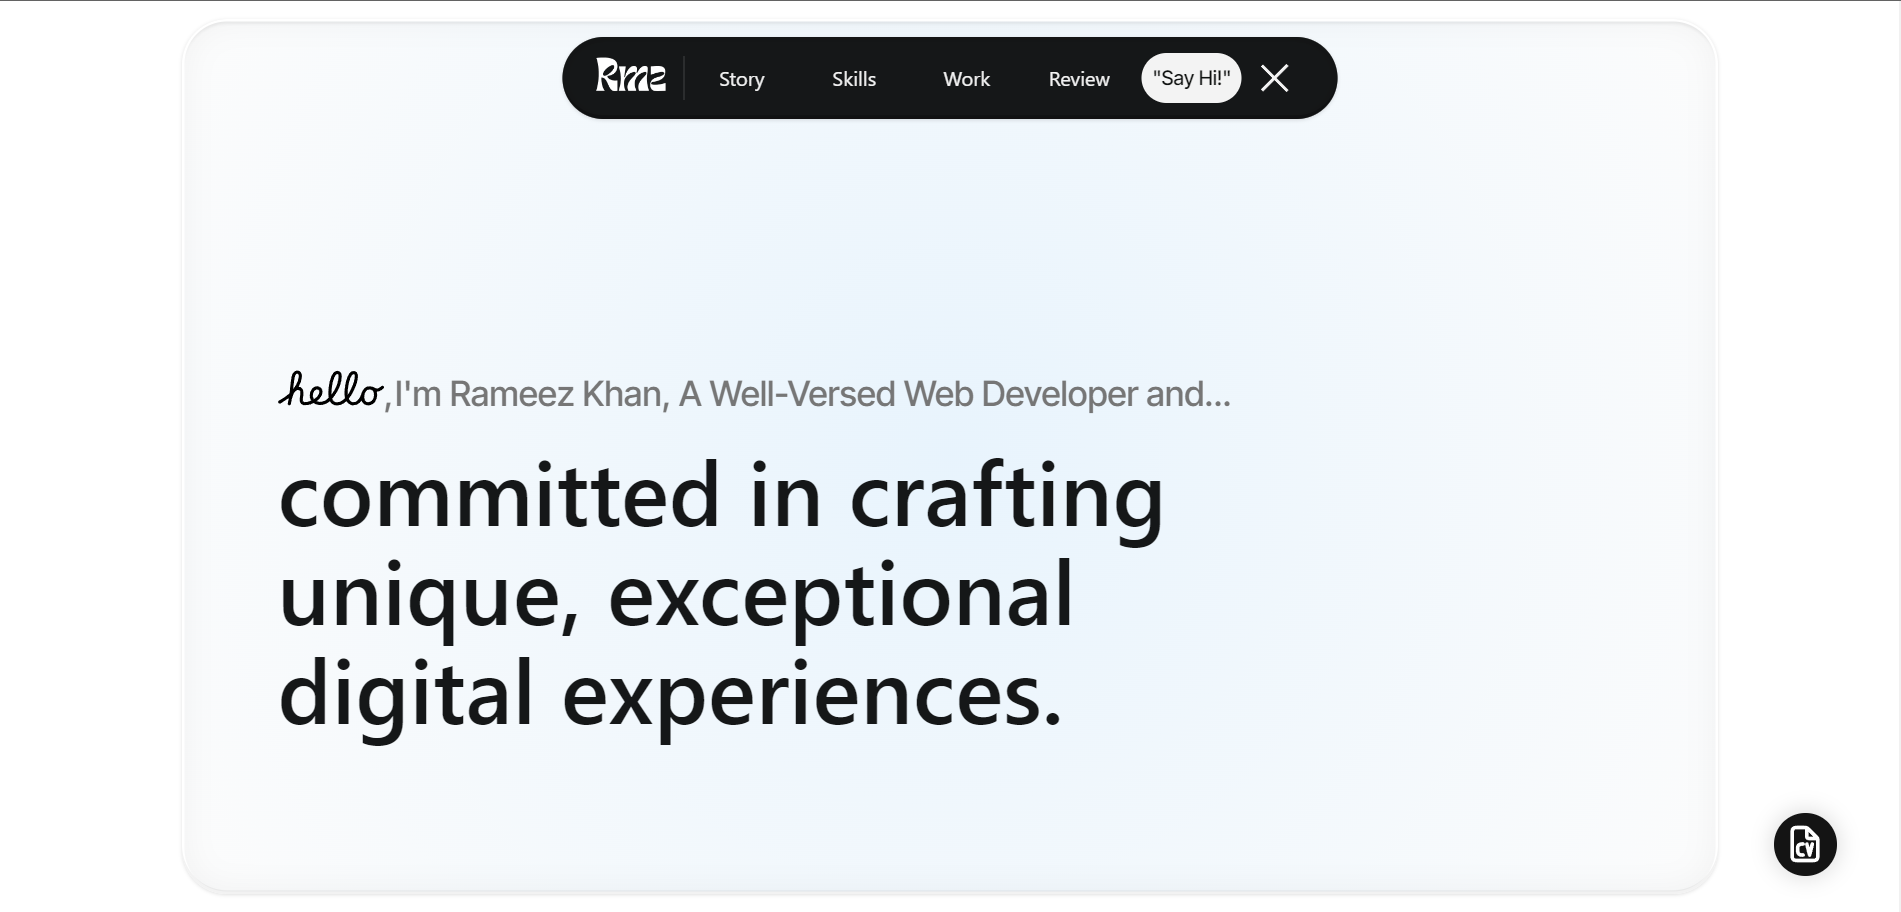 Rmz Story Skills Work Review "Say Hi!"
hello, I'm Rameez Khan, A Well-Versed Web Developer and...
committed in crafting
unique, exceptional
digital experiences.
CV